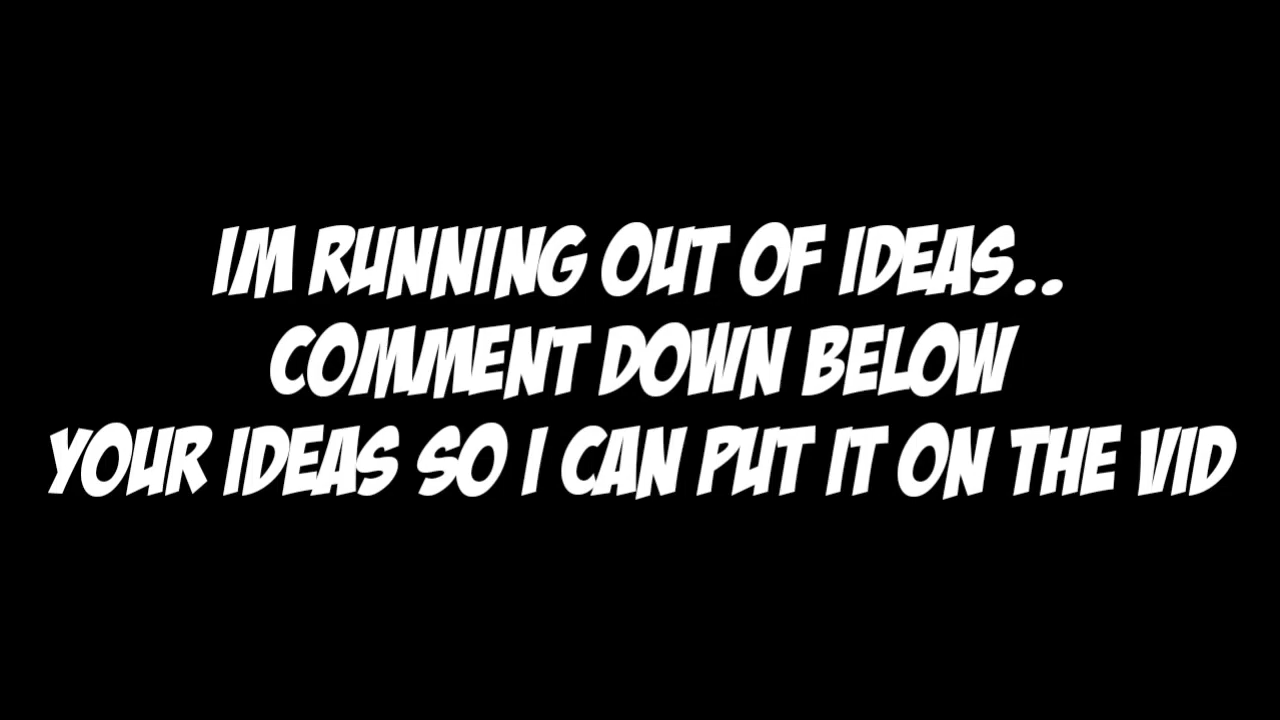 IM RUNNING OUT OF IDEAS..
COMMENT DOWN BELOW
YOUR IDEAS SO I CAN PUT IT ON THE VID